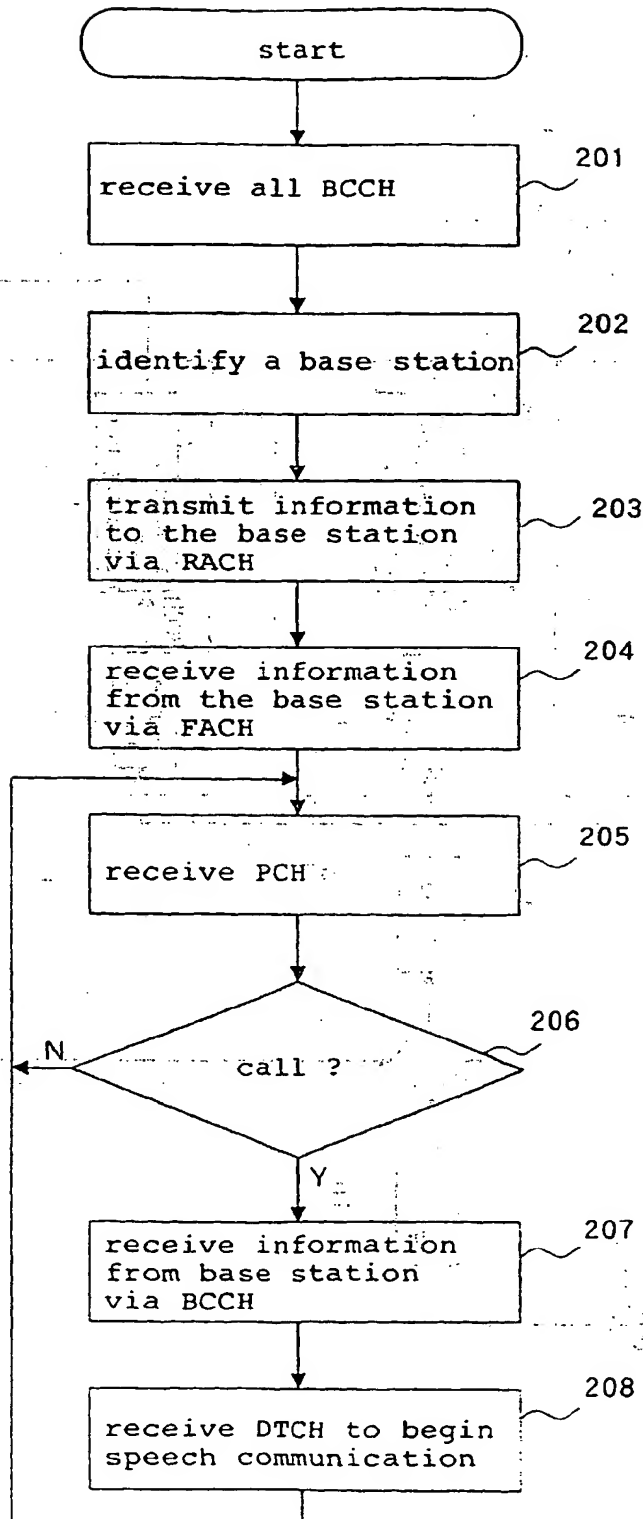 start
receive all BCCH
201
identify a base station
202
transmit information
to the base station
via RACH
203
receive information
from the base station
via FACH
204
receive PCH
205
call ?
206
N
Y
receive information
from base station
via BCCH
207
receive DTCH to begin
speech communication
208